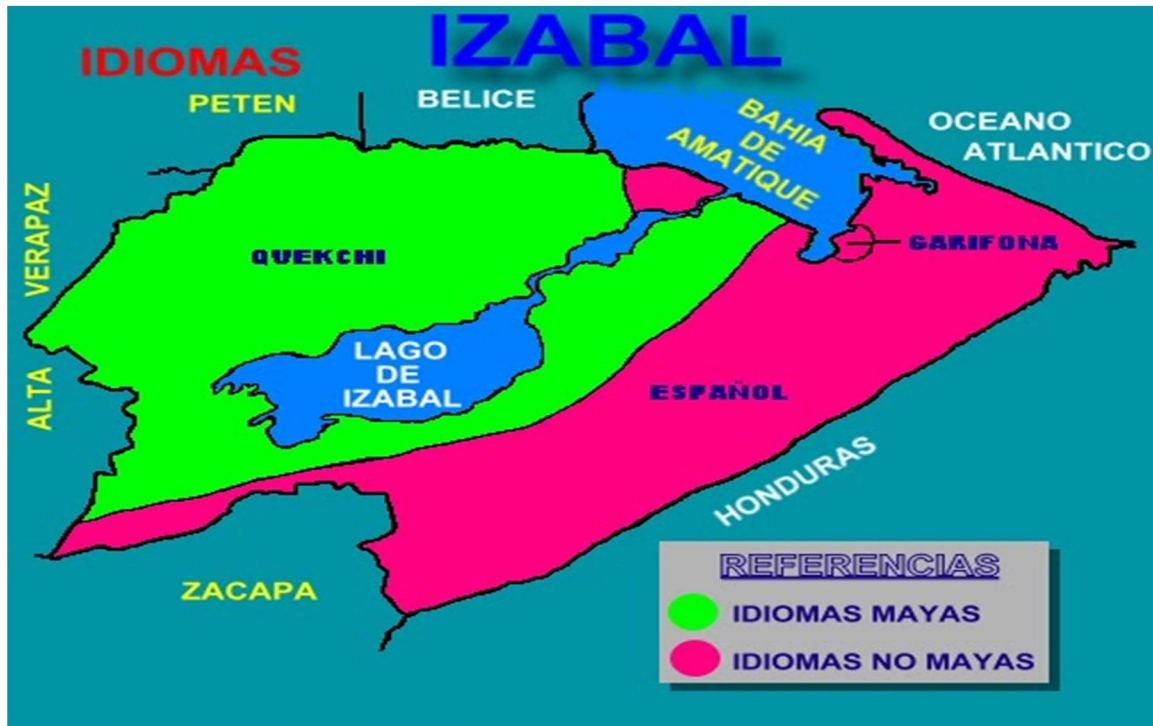 IZABAL
IDIOMAS
PETEN
BELICE
BAHIA
DE
AMATIQUE
OCEANO
ATLANTICO
ALTA VERAPAZ
QUEKCHI
GARIFONA
LAGO
DE
IZABAL
ESPAÑOL
HONDURAS
ZACAPA
REFERENCIAS
IDIOMAS MAYAS
IDIOMAS NO MAYAS